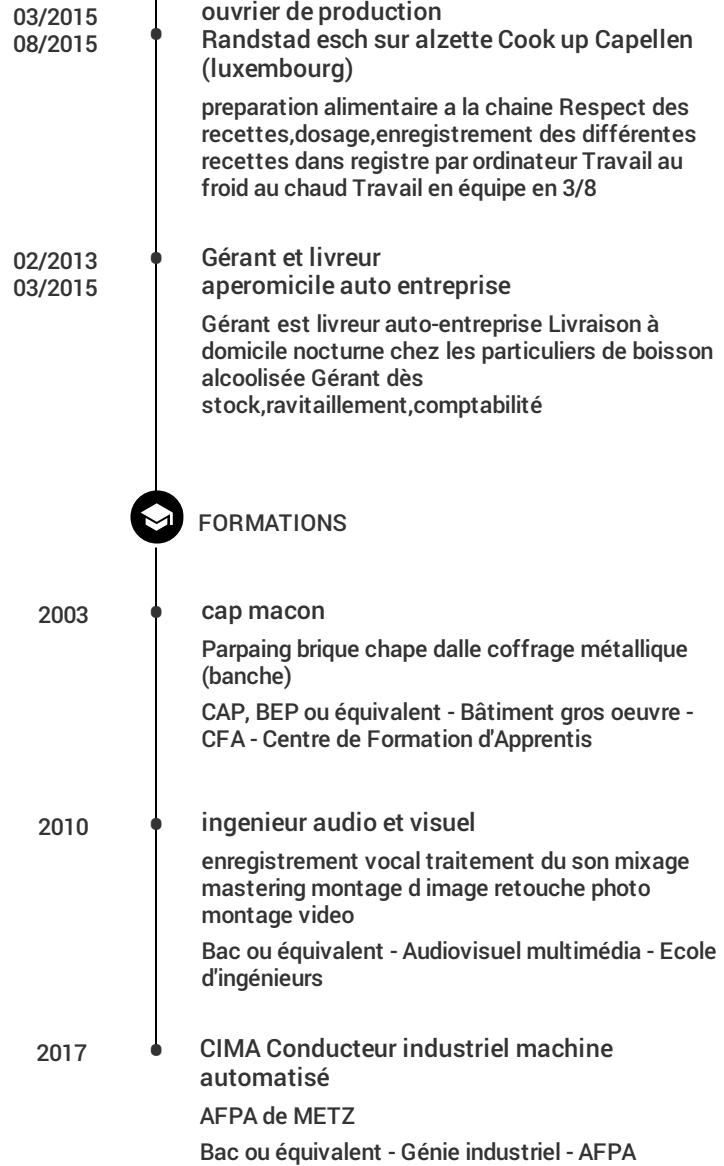 03/2015
08/2015
ouvrier de production
Randstad esch sur alzette Cook up Capellen
(luxembourg)
preparation alimentaire a la chaine Respect des
recettes,dosage,enregistrement des différentes
recettes dans registre par ordinateur Travail au
froid au chaud Travail en équipe en 3/8
02/2013
03/2015
Gérant et livreur
aperomicile auto entreprise
Gérant est livreur auto-entreprise Livraison à
domicile nocturne chez les particuliers de boisson
alcoolisée Gérant dès
stock,ravitaillement,comptabilité
FORMATIONS
2003
cap macon
Parpaing brique chape dalle coffrage métallique
(banche)
CAP, BEP ou équivalent - Bâtiment gros oeuvre -
CFA - Centre de Formation d'Apprentis
2010
ingenieur audio et visuel
enregistrement vocal traitement du son mixage
mastering montage d image retouche photo
montage video
Bac ou équivalent - Audiovisuel multimédia - Ecole
d'ingénieurs
2017
CIMA Conducteur industriel machine
automatisé
AFPA de METZ
Bac ou équivalent - Génie industriel - AFPA